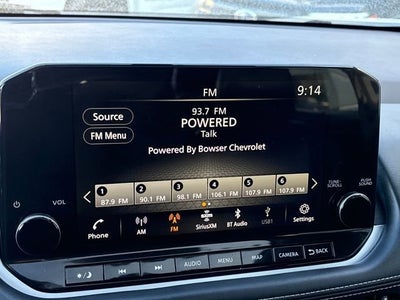 FM
9:14
Source
FM Menu
93.7 FM
POWERED
Talk
Powered By Bowser Chevrolet
1 2 3 4 5 6
87.9 FM 90.1 FM 98.1 FM 106.1 FM 107.9 FM 107.9 FM
Phone AM FM SiriusXM BT Audio USB1 Settings
VOL
TUNE·
SCROLL
PUSH
SOUND
AUDIO MENU MAP CAMERA BACK